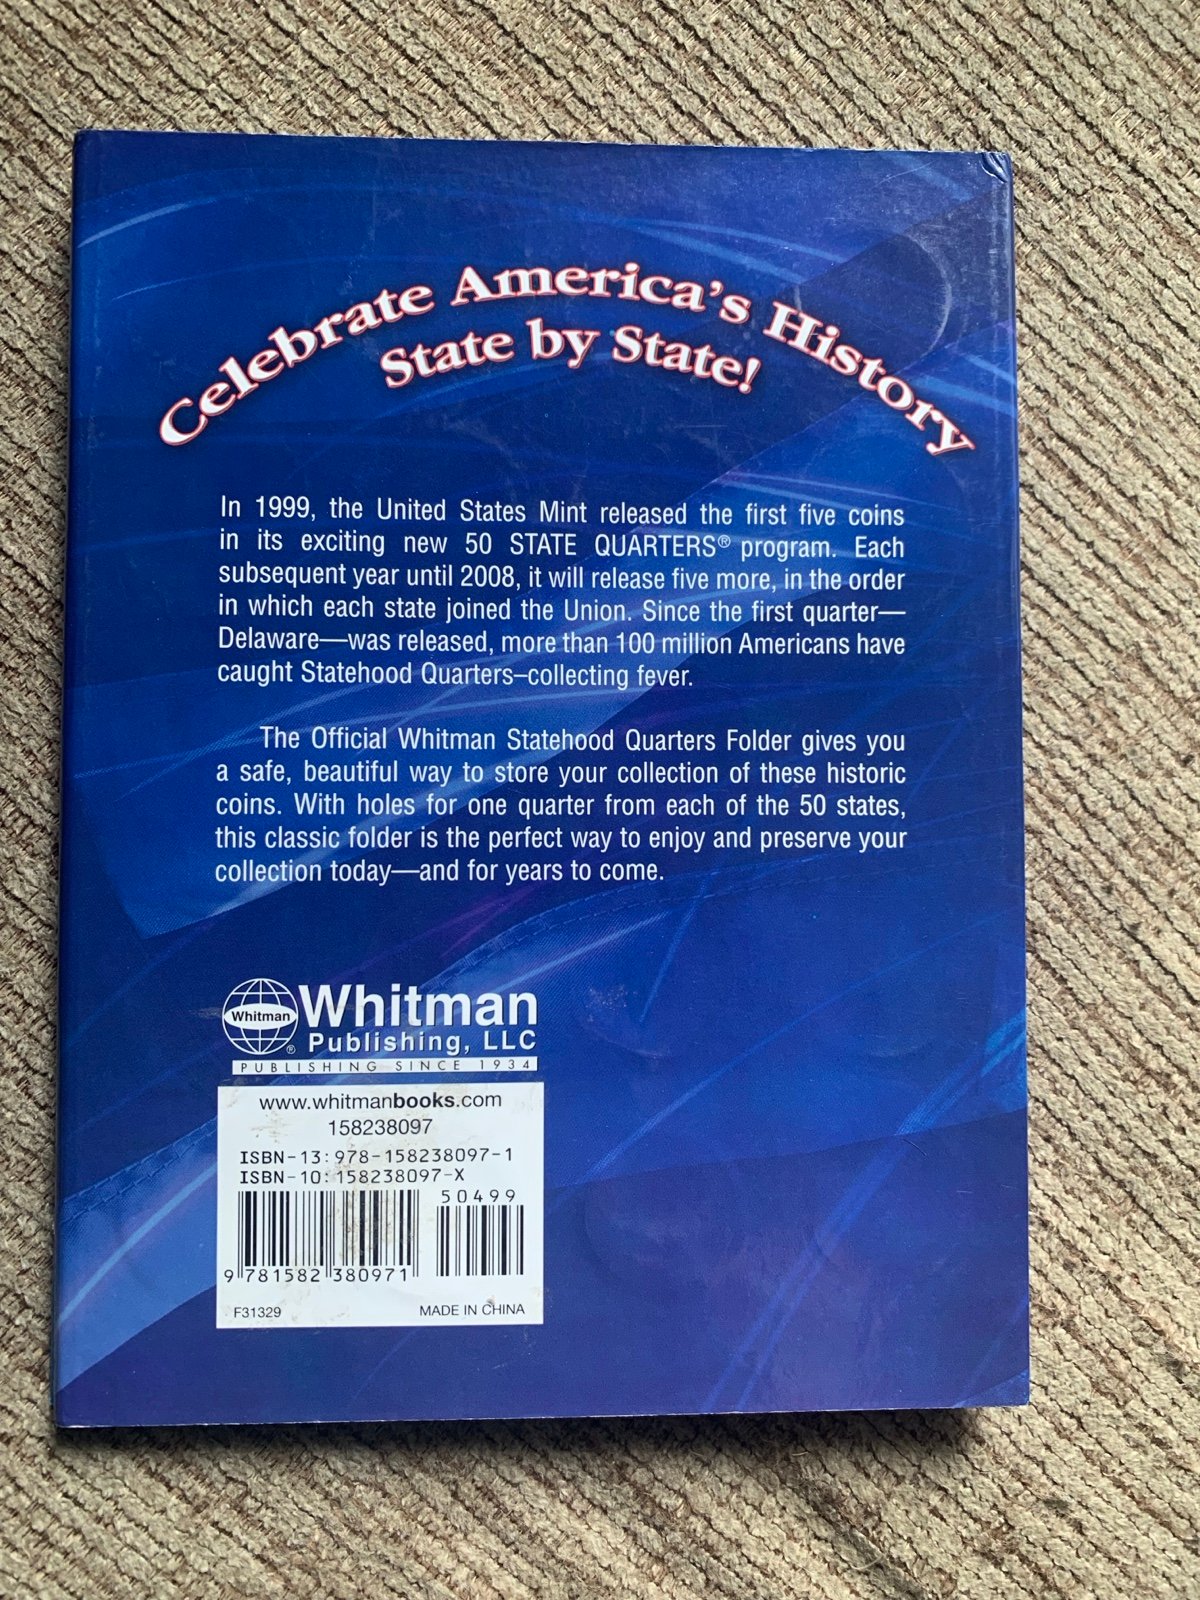 Celebrate America's History
State by State!
In 1999, the United States Mint released the first five coins
in its exciting new 50 STATE QUARTERS® program. Each
subsequent year until 2008, it will release five more, in the order
in which each state joined the Union. Since the first quarter—
Delaware—was released, more than 100 million Americans have
caught Statehood Quarters–collecting fever.
The Official Whitman Statehood Quarters Folder gives you
a safe, beautiful way to store your collection of these historic
coins. With holes for one quarter from each of the 50 states,
this classic folder is the perfect way to enjoy and preserve your
collection today—and for years to come.
Whitman
®
Whitman
Publishing, LLC
PUBLISHING SINCE 1934
www.whitmanbooks.com
158238097
ISBN-13: 978-158238097-1
ISBN-10: 158238097-X
50499
9 781582 380971
F31329
MADE IN CHINA